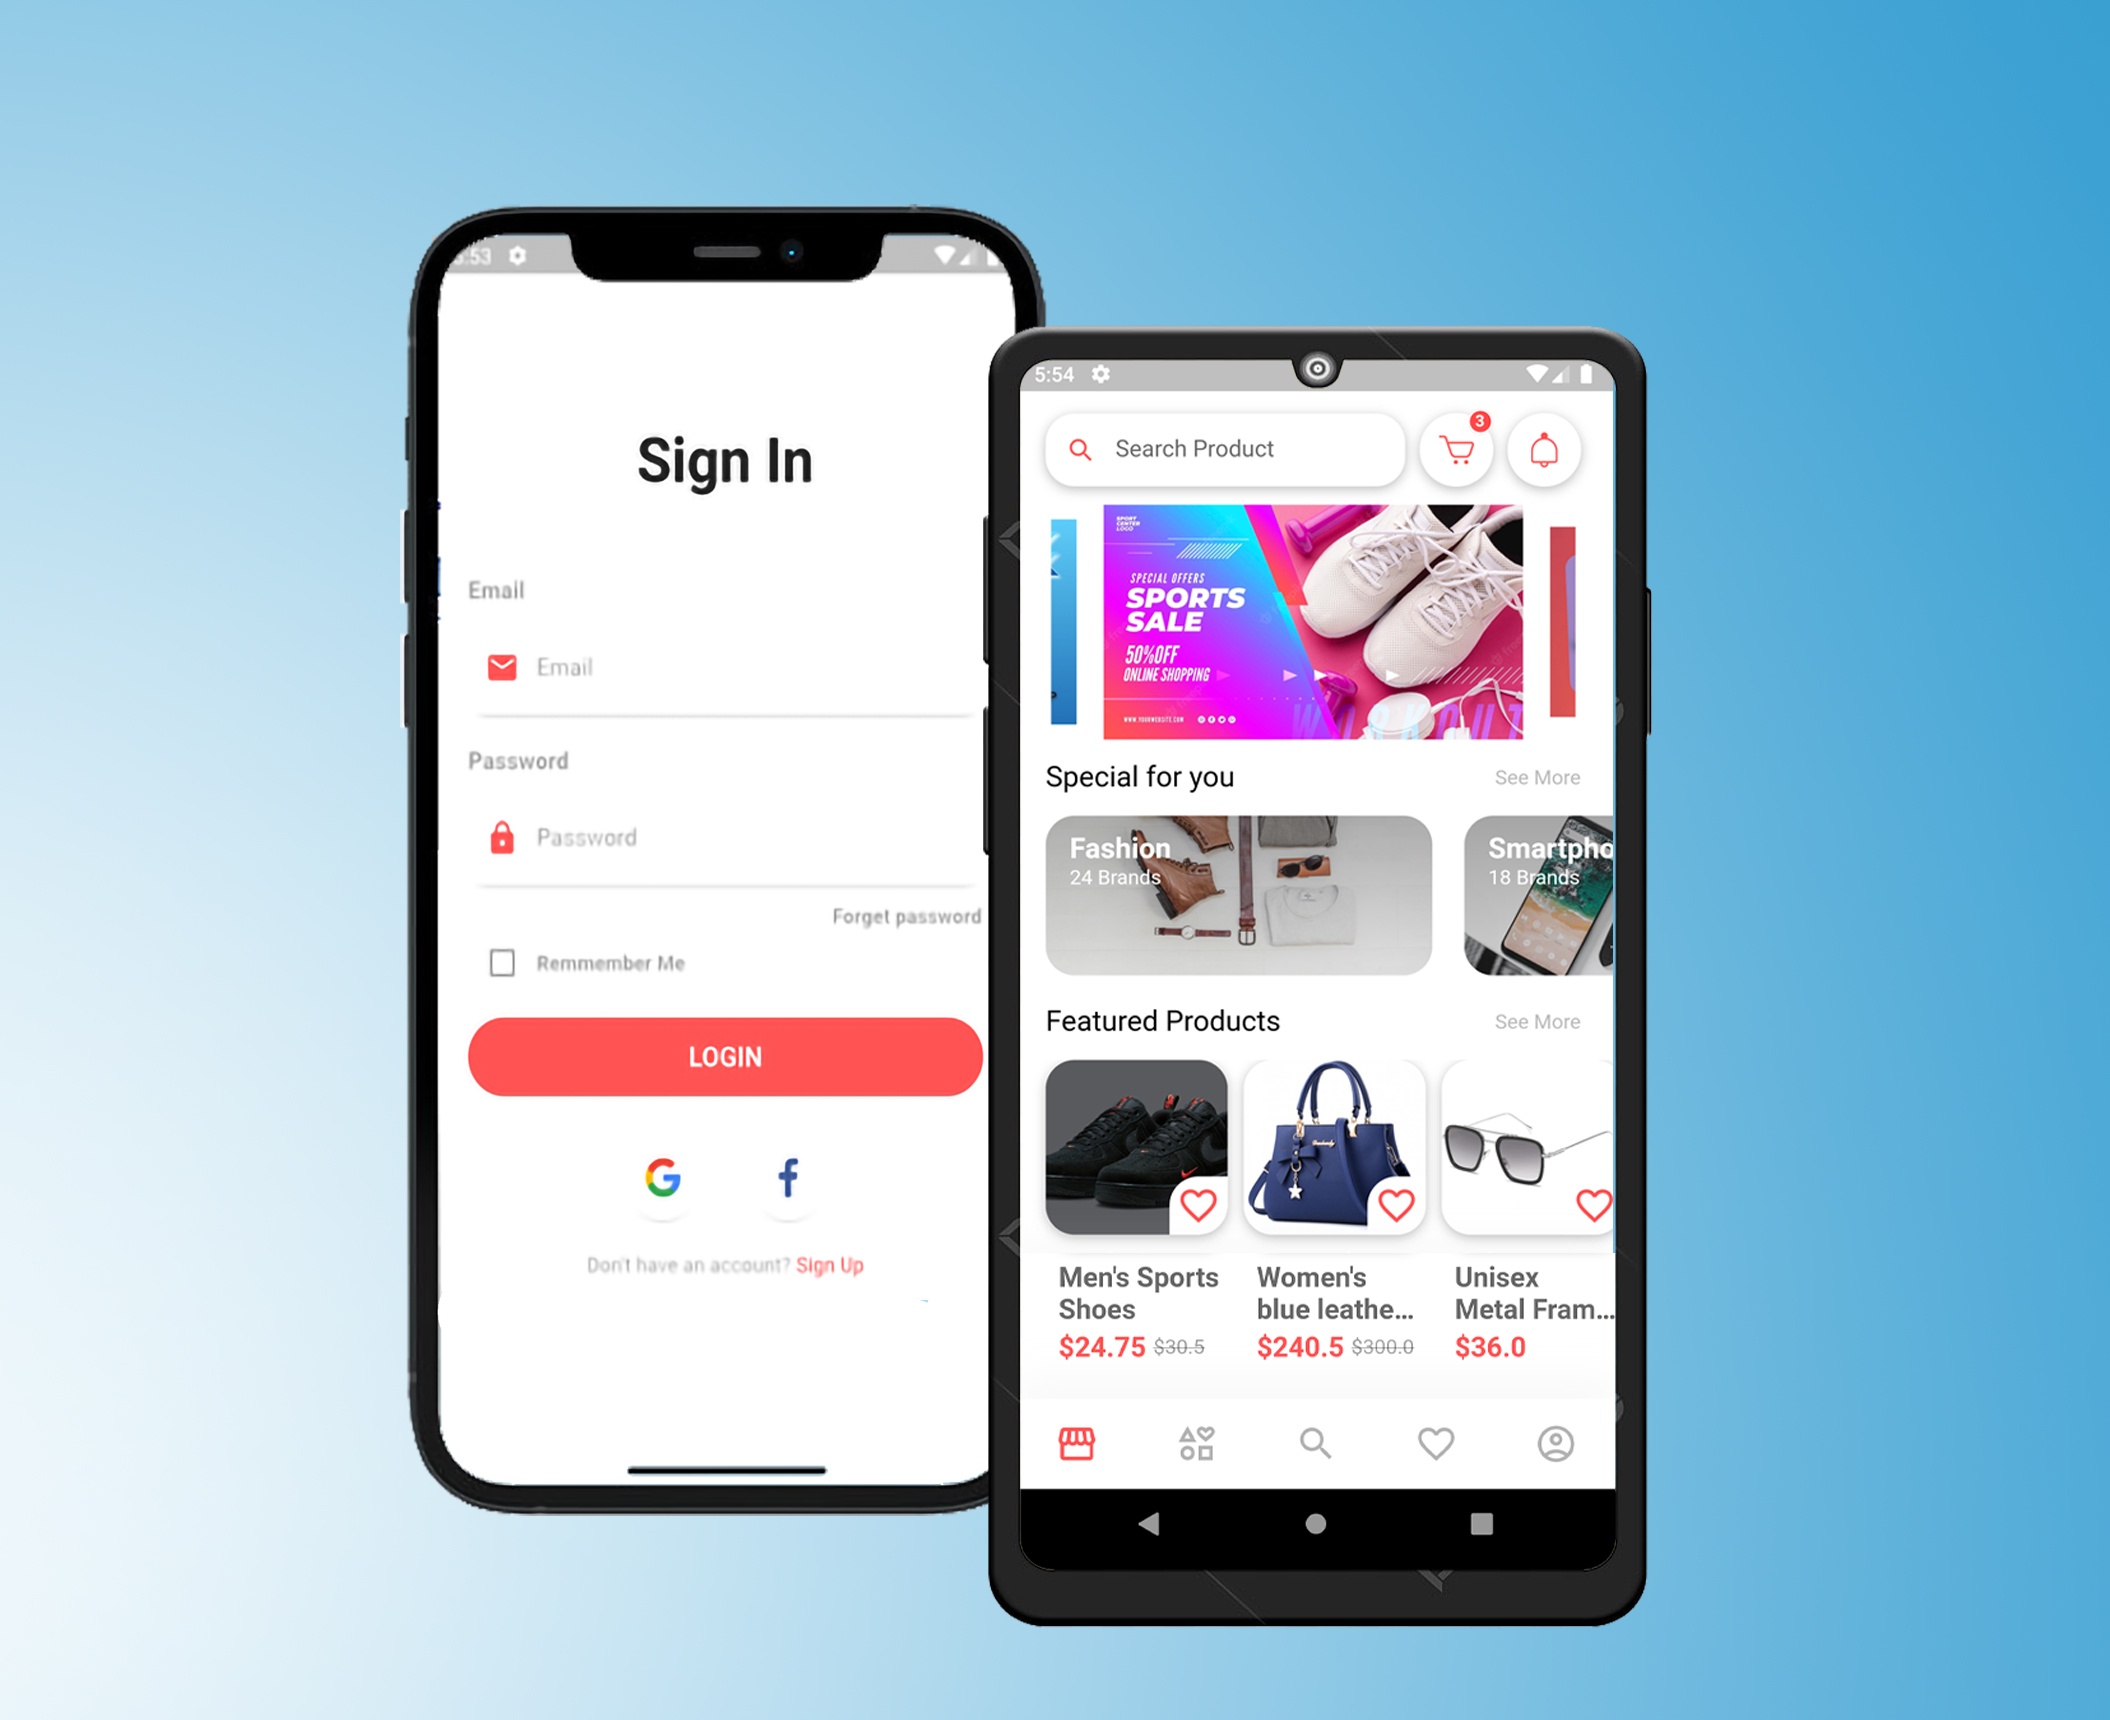 :53
Sign In
Email
Email
Password
Password
Forget password
Remmember Me
LOGIN
Don't have an account? Sign Up
5:54
Search Product
3
SPORT
CENTER
LOGO
SPECIAL OFFERS
SPORTS
SALE
50%OFF
ONLINE SHOPPING
WWW.YOURWEBSITE.COM
WORKOUT
Special for you
See More
Fashion
24 Brands
Smartpho
18 Brands
Featured Products
See More
Men's Sports
Shoes
$24.75 $30.5
Women's
blue leathe...
$240.5 $300.0
Unisex
Metal Fram...
$36.0